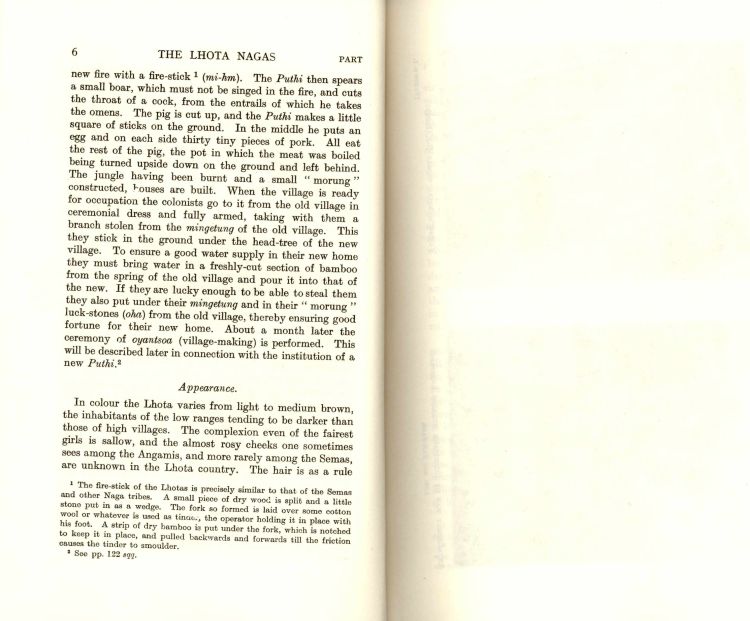 6 THE LHOTA NAGAS PART
new fire with a fire-stick ¹ (mi-hm). The Puthi then spears
a small boar, which must not be singed in the fire, and cuts
the throat of a cock, from the entrails of which he takes
the omens. The pig is cut up, and the Puthi makes a little
square of sticks on the ground. In the middle he puts an
egg and on each side thirty tiny pieces of pork. All eat
the rest of the pig, the pot in which the meat was boiled
being turned upside down on the ground and left behind.
The jungle having been burnt and a small “ morung ”
constructed, houses are built. When the village is ready
for occupation the colonists go to it from the old village in
ceremonial dress and fully armed, taking with them a
branch stolen from the mingetung of the old village. This
they stick in the ground under the head-tree of the new
village. To ensure a good water supply in their new home
they must bring water in a freshly-cut section of bamboo
from the spring of the old village and pour it into that of
the new. If they are lucky enough to be able to steal them
they also put under their mingetung and in their “ morung ”
luck-stones (oha) from the old village, thereby ensuring good
fortune for their new home. About a month later the
ceremony of oyantsoa (village-making) is performed. This
will be described later in connection with the institution of a
new Puthi.²
Appearance.
In colour the Lhota varies from light to medium brown,
the inhabitants of the low ranges tending to be darker than
those of high villages. The complexion even of the fairest
girls is sallow, and the almost rosy cheeks one sometimes
sees among the Angamis, and more rarely among the Semas,
are unknown in the Lhota country. The hair is as a rule
¹ The fire-stick of the Lhotas is precisely similar to that of the Semas
and other Naga tribes. A small piece of dry wood is split and a little
stone put in as a wedge. The fork so formed is laid over some cotton
wool or whatever is used as tinder, the operator holding it in place with
his foot. A strip of dry bamboo is put under the fork, which is notched
to keep it in place, and pulled backwards and forwards till the friction
causes the tinder to smoulder.
² See pp. 122 sqq.